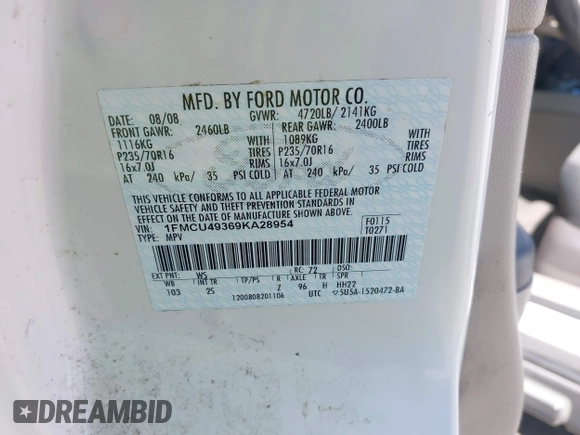 MFD. BY FORD MOTOR CO.
DATE: 08/08 GVWR: 4720LB/ 2141KG
FRONT GAWR: 2460LB REAR GAWR: 2400LB
1116KG WITH 1089KG WITH
P235/70R16 TIRES P235/70R16 TIRES
16x7.0J RIMS 16x7.0J RIMS
AT 240 kPa/ 35 PSI COLD AT 240 kPa/ 35 PSI COLD
THIS VEHICLE CONFORMS TO ALL APPLICABLE FEDERAL MOTOR
VEHICLE SAFETY AND THEFT PREVENTION STANDARDS IN EFFECT
ON THE DATE OF MANUFACTURE SHOWN ABOVE.
VIN: 1FMCU49369KA28954 F0115
TYPE: MPV T0271
EXT PNT: WS RC: 72 DSO:
WB INT TR TP/PS R AXLE TR SPR
103 2S Z 96 H HH22
1200808201106 UTC ▽5U5A-1520472-BA
DREAMBID